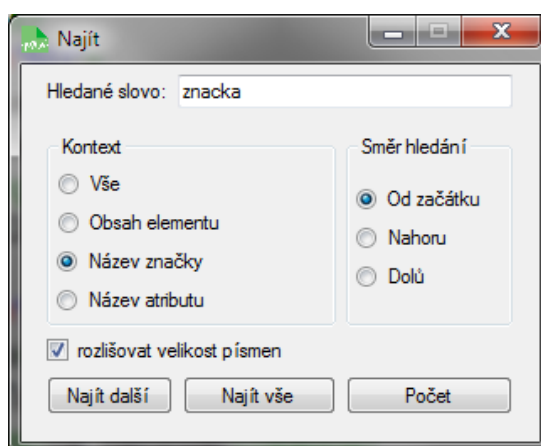 Najít
Hledané slovo: znacka
Kontext
Vše
Obsah elementu
Název značky
Název atributu
Směr hledání
Od začátku
Nahoru
Dolů
rozlišovat velikost písmen
Najít další Najít vše Počet